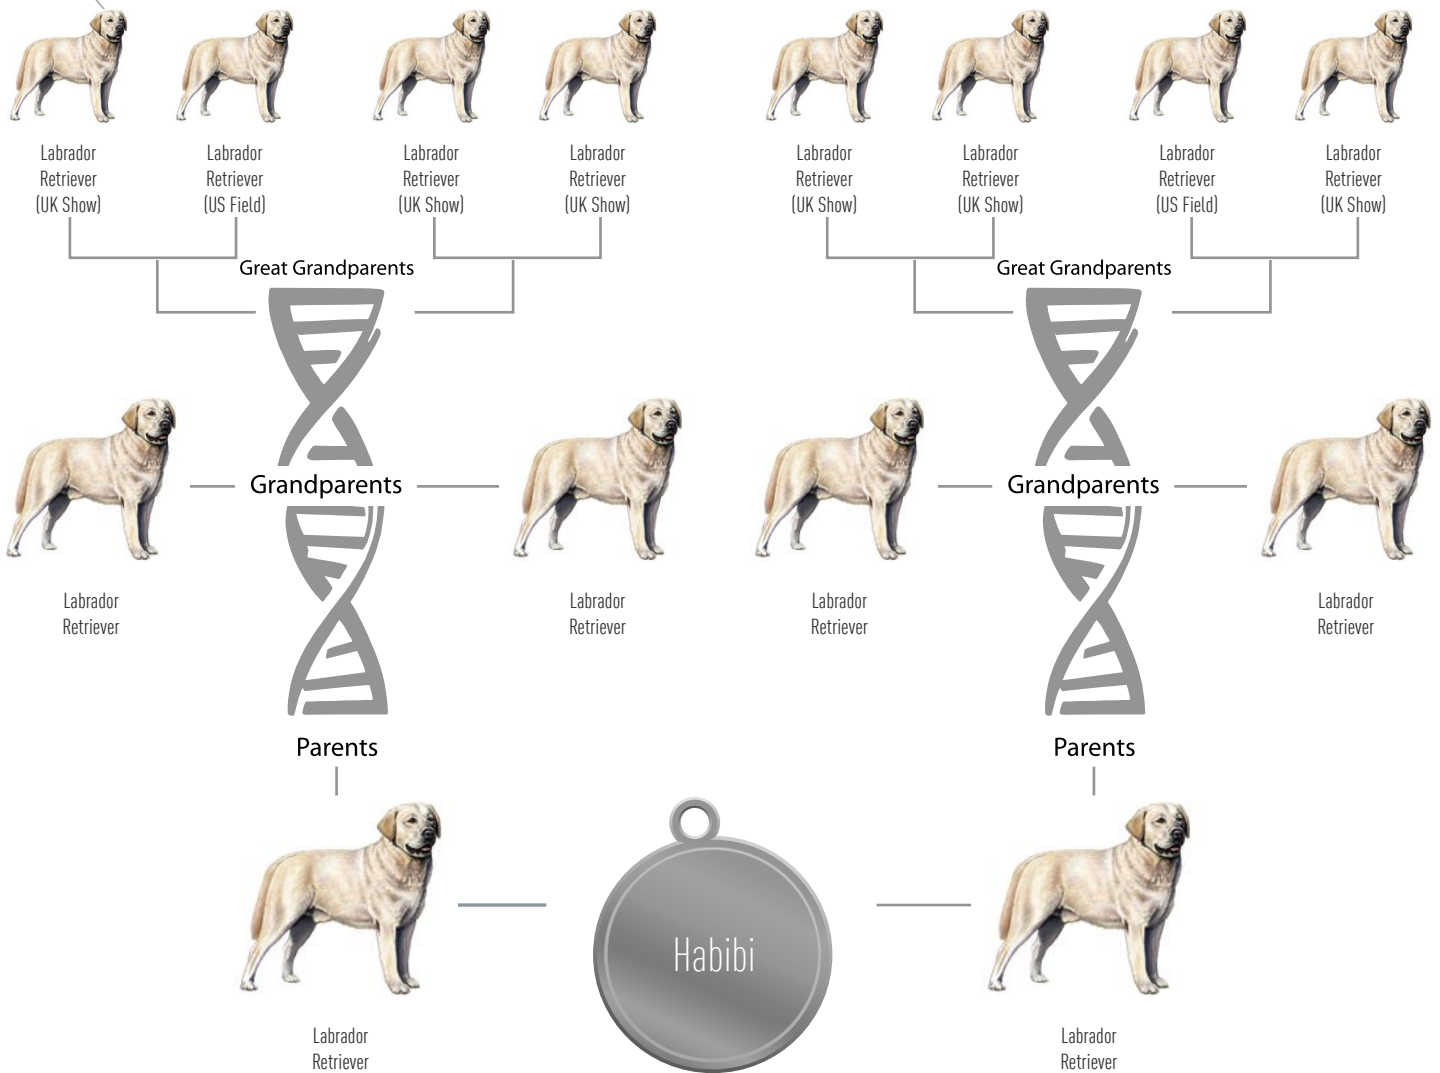 Labrador
Retriever
(UK Show)
Labrador
Retriever
(US Field)
Labrador
Retriever
(UK Show)
Labrador
Retriever
(UK Show)
Labrador
Retriever
(UK Show)
Labrador
Retriever
(UK Show)
Labrador
Retriever
(US Field)
Labrador
Retriever
(UK Show)
Great Grandparents
Great Grandparents
Grandparents
Grandparents
Labrador
Retriever
Labrador
Retriever
Labrador
Retriever
Labrador
Retriever
Parents
Parents
Habibi
Labrador
Retriever
Labrador
Retriever